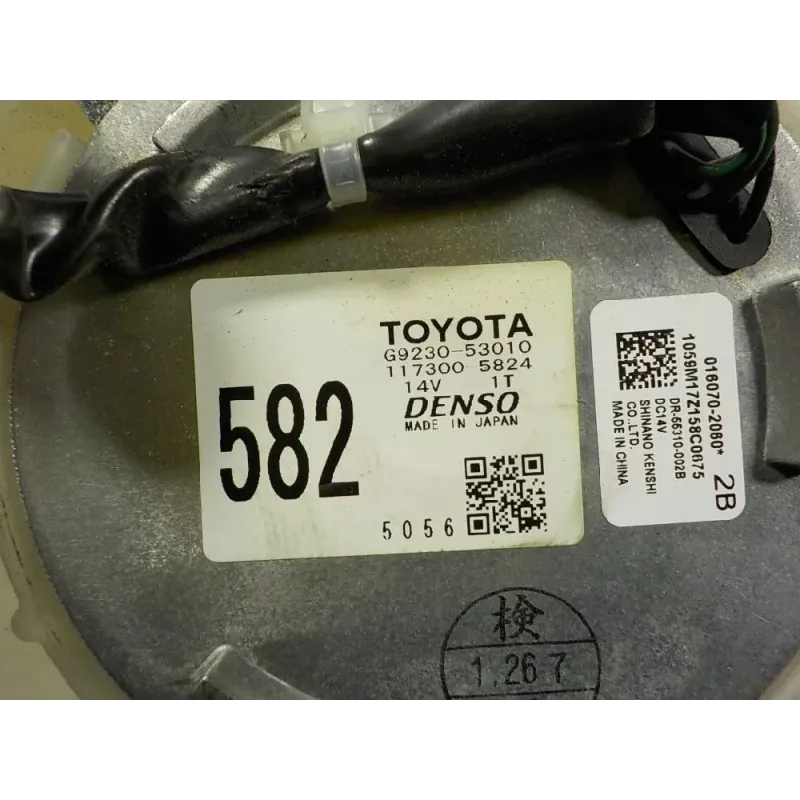 TOYOTA
G9230-53010
117300 5824
14V 1T
DENSO
MADE IN JAPAN
582
5056
016070-2060*
1059M17Z158C0675
DR-55310-002B
DC14V
SHINANO KENSHI
CO.,LTD.
MADE IN CHINA
2B
検
1.26 7